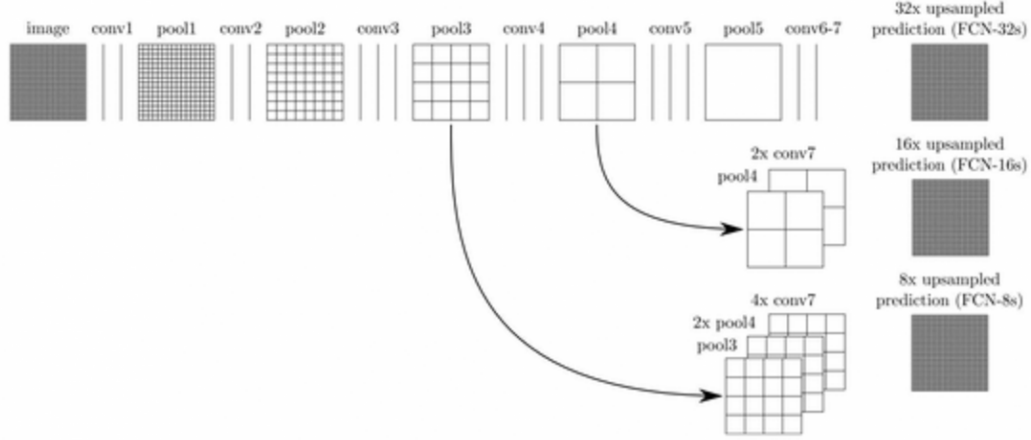 image conv1 pool1 conv2 pool2 conv3 pool3 conv4 pool4 conv5 pool5 conv6-7
32x upsampled
prediction (FCN-32s)
2x conv7
pool4
16x upsampled
prediction (FCN-16s)
4x conv7
2x pool4
pool3
8x upsampled
prediction (FCN-8s)